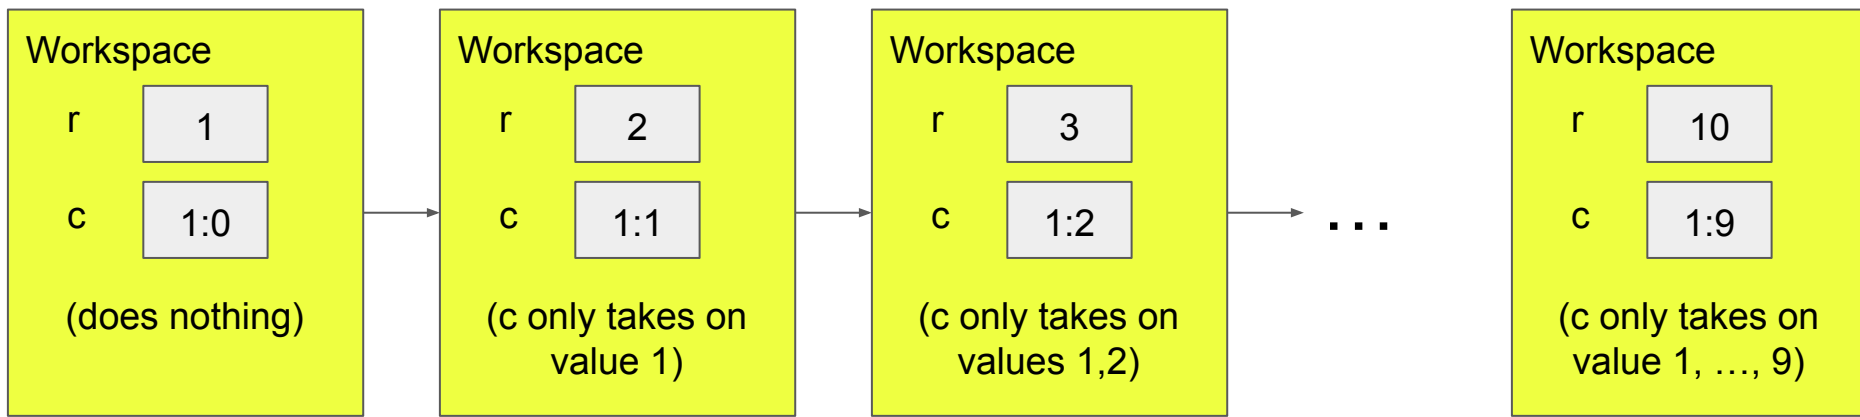 Workspace
r 1
c 1:0
(does nothing)
Workspace
r 2
c 1:1
(c only takes on
value 1)
Workspace
r 3
c 1:2
(c only takes on
values 1,2)
...
Workspace
r 10
c 1:9
(c only takes on
value 1, …, 9)